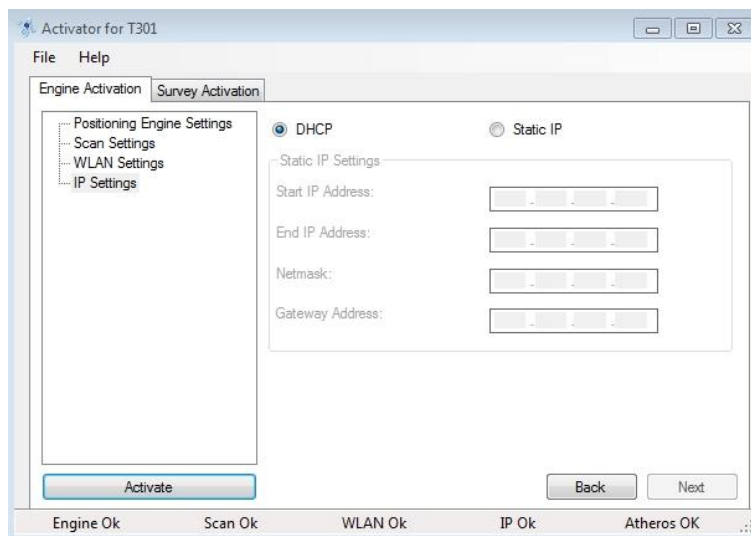 Activator for T301
File Help
Engine Activation Survey Activation
Positioning Engine Settings
Scan Settings
WLAN Settings
IP Settings
DHCP Static IP
Static IP Settings
Start IP Address:
End IP Address:
Netmask:
Gateway Address:
Activate Back Next
Engine Ok Scan Ok WLAN Ok IP Ok Atheros OK